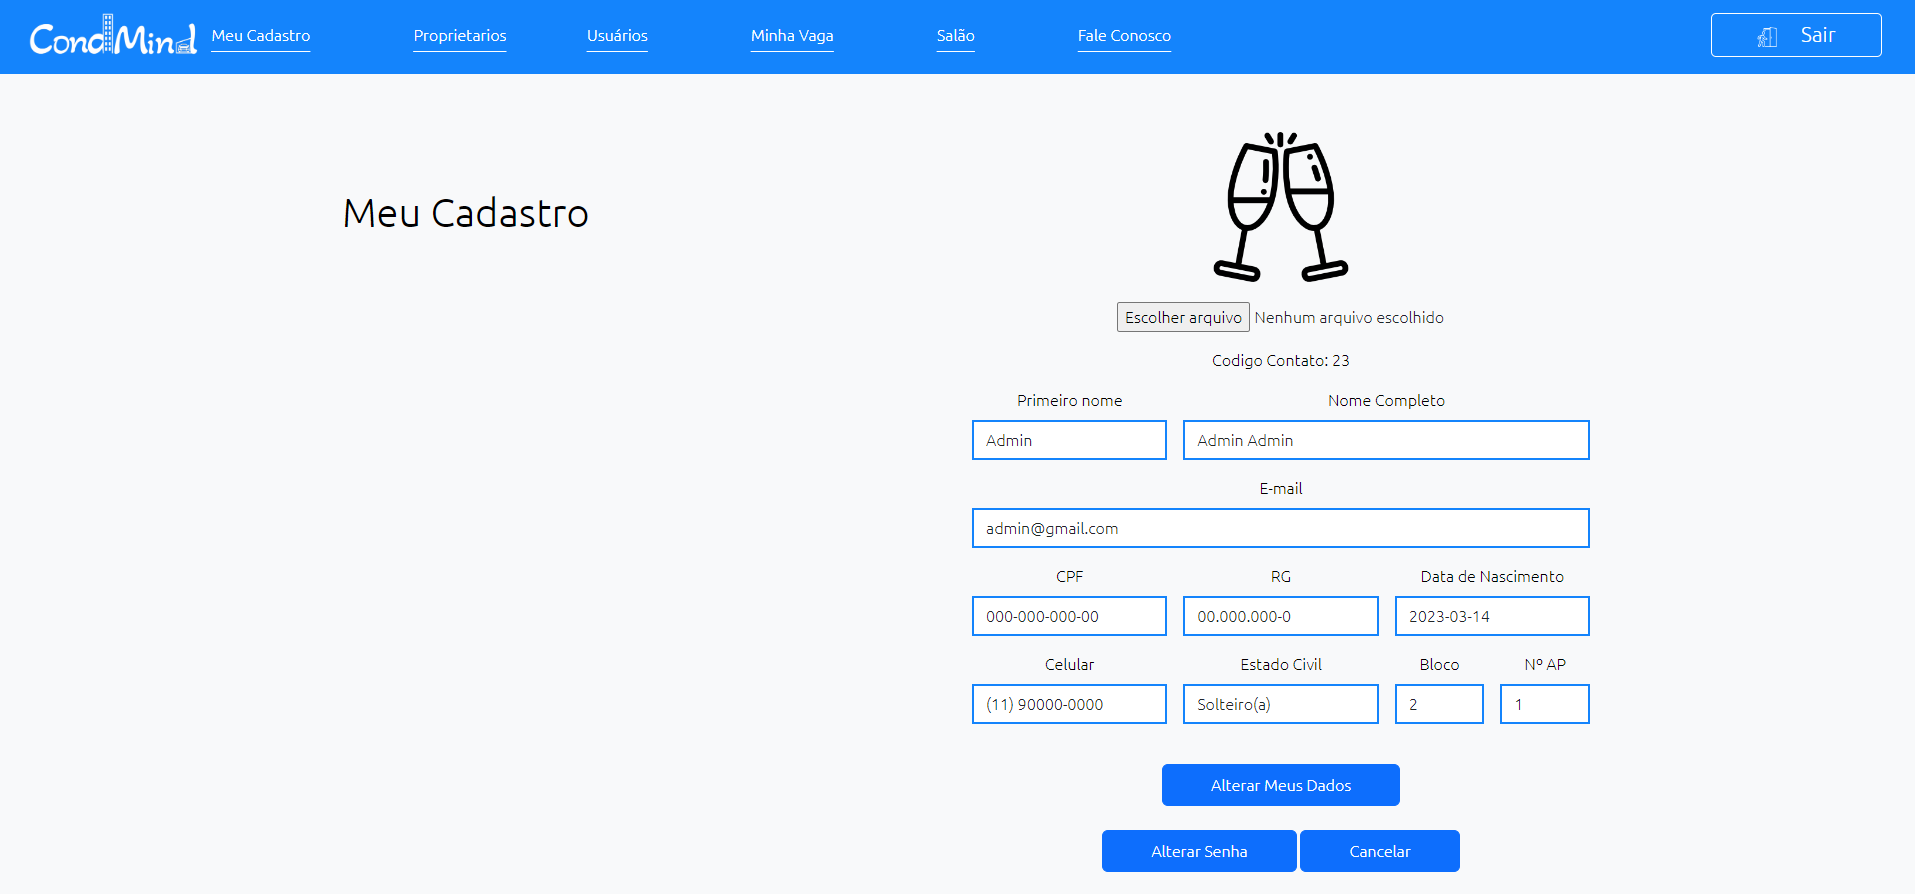 CondMind Meu Cadastro Proprietarios Usuários Minha Vaga Salão Fale Conosco Sair
Meu Cadastro
Escolher arquivo Nenhum arquivo escolhido
Codigo Contato: 23
Primeiro nome Nome Completo
Admin Admin Admin
E-mail
admin@gmail.com
CPF RG Data de Nascimento
000-000-000-00 00.000.000-0 2023-03-14
Celular Estado Civil Bloco Nº AP
(11) 90000-0000 Solteiro(a) 2 1
Alterar Meus Dados
Alterar Senha Cancelar